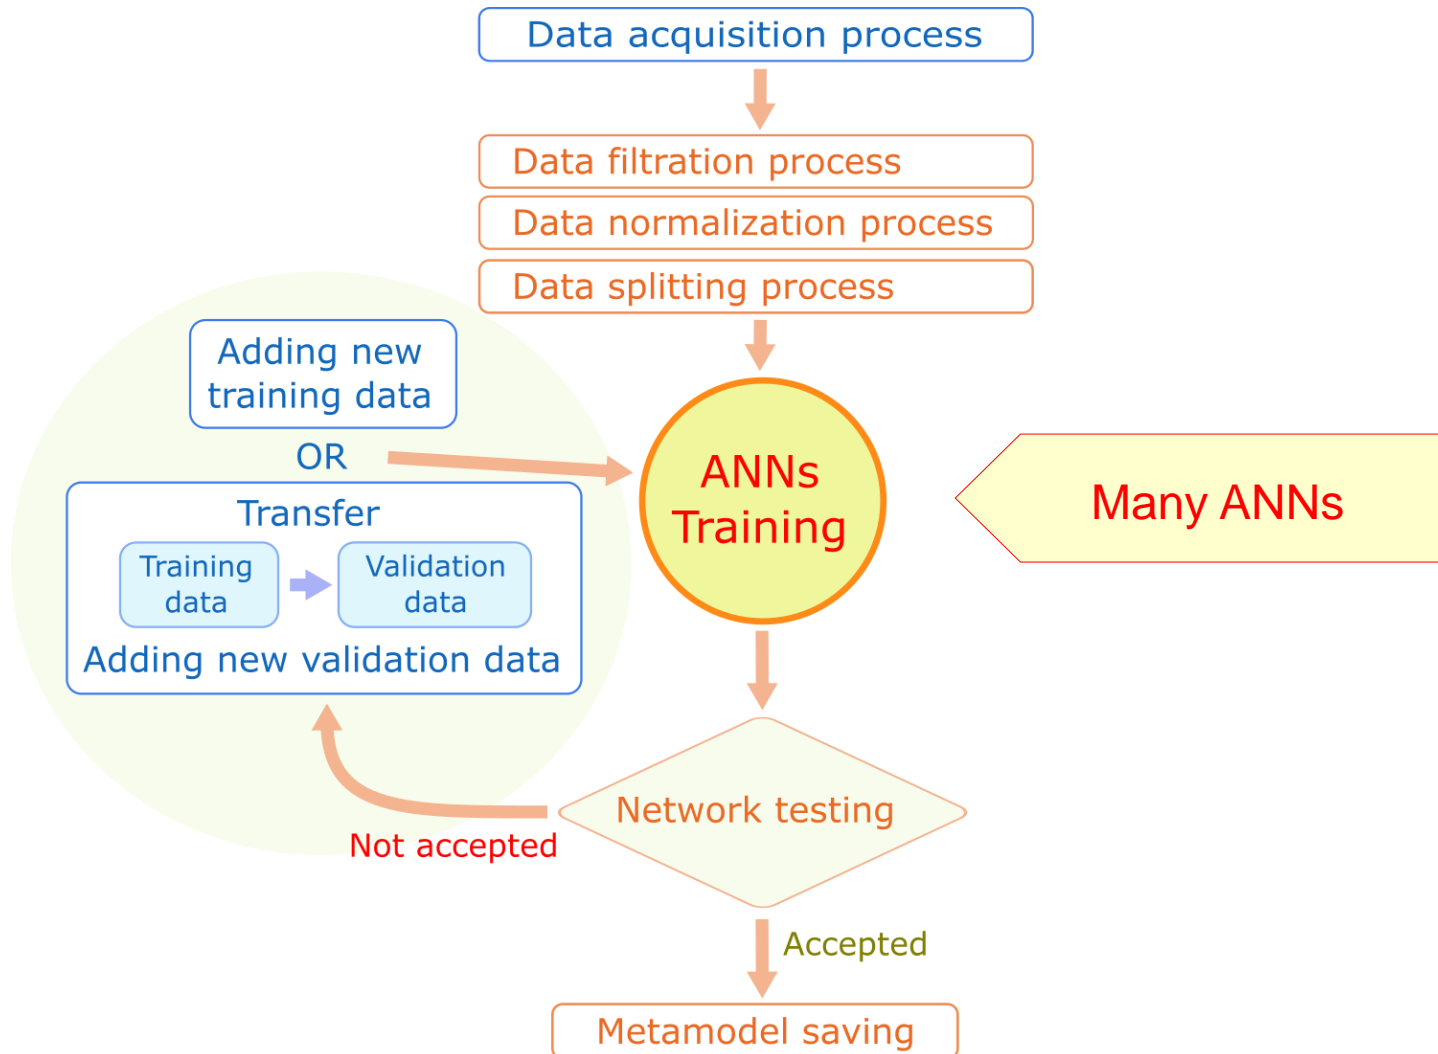 Data acquisition process
Data filtration process
Data normalization process
Data splitting process
Adding new
training data
OR
Transfer
Training
data
Validation
data
Adding new validation data
ANNs
Training
Many ANNs
Network testing
Not accepted
Accepted
Metamodel saving